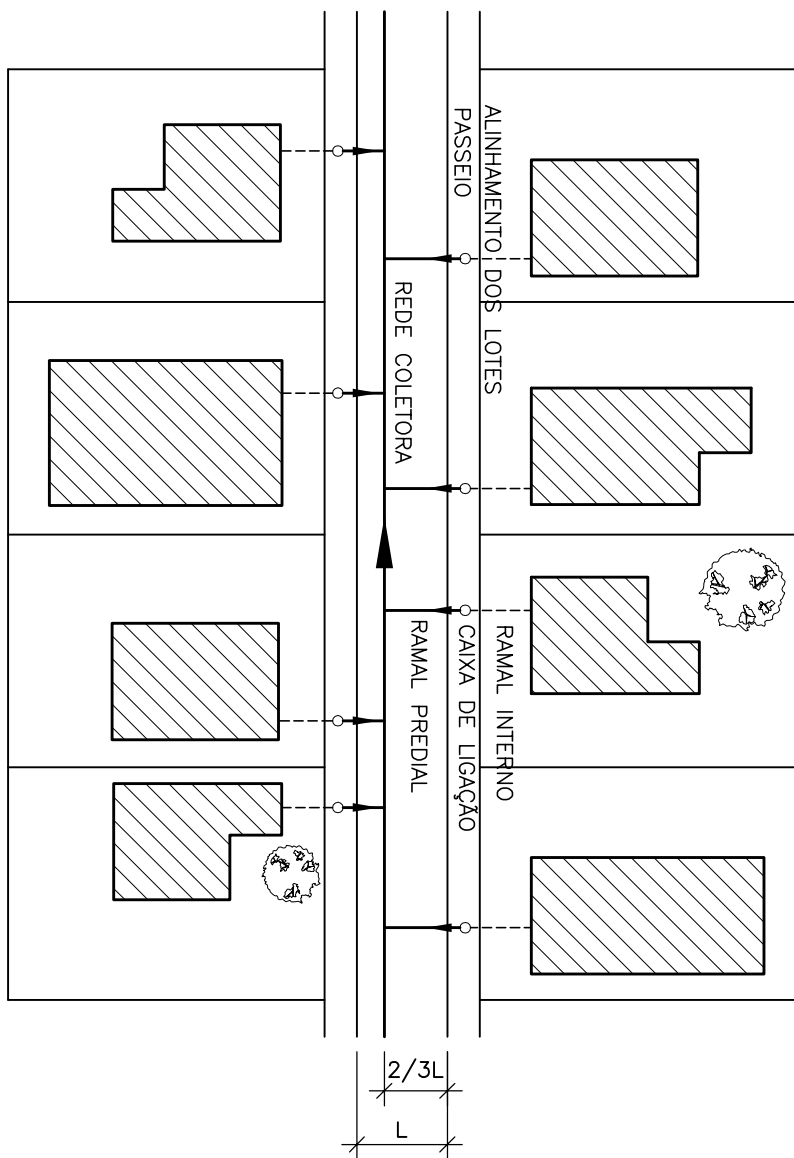 ALINHAMENTO DOS LOTES
PASSEIO
REDE COLETORA
RAMAL INTERNO
CAIXA DE LIGAÇÃO
RAMAL PREDIAL
2/3L
L